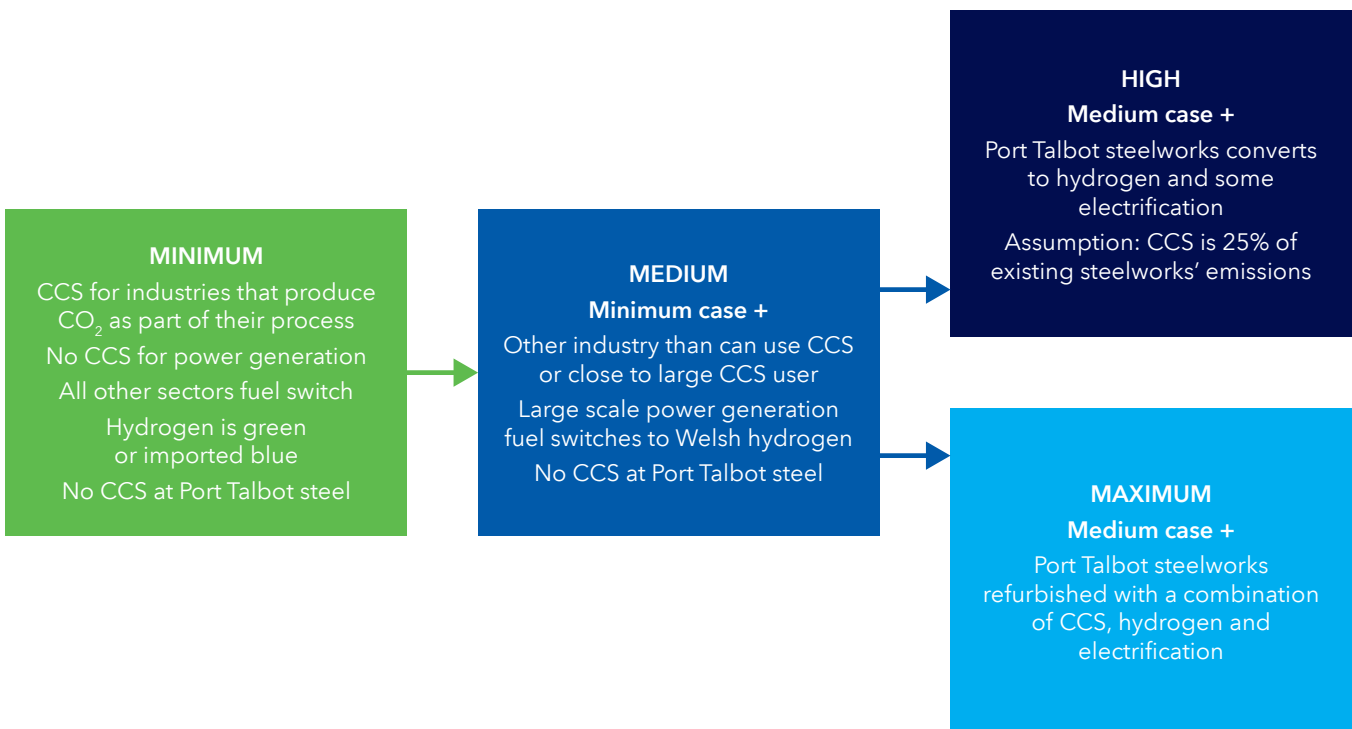 MINIMUM
CCS for industries that produce
CO₂ as part of their process
No CCS for power generation
All other sectors fuel switch
Hydrogen is green
or imported blue
No CCS at Port Talbot steel
MEDIUM
Minimum case +
Other industry than can use CCS
or close to large CCS user
Large scale power generation
fuel switches to Welsh hydrogen
No CCS at Port Talbot steel
HIGH
Medium case +
Port Talbot steelworks converts
to hydrogen and some
electrification
Assumption: CCS is 25% of
existing steelworks’ emissions
MAXIMUM
Medium case +
Port Talbot steelworks
refurbished with a combination
of CCS, hydrogen and
electrification